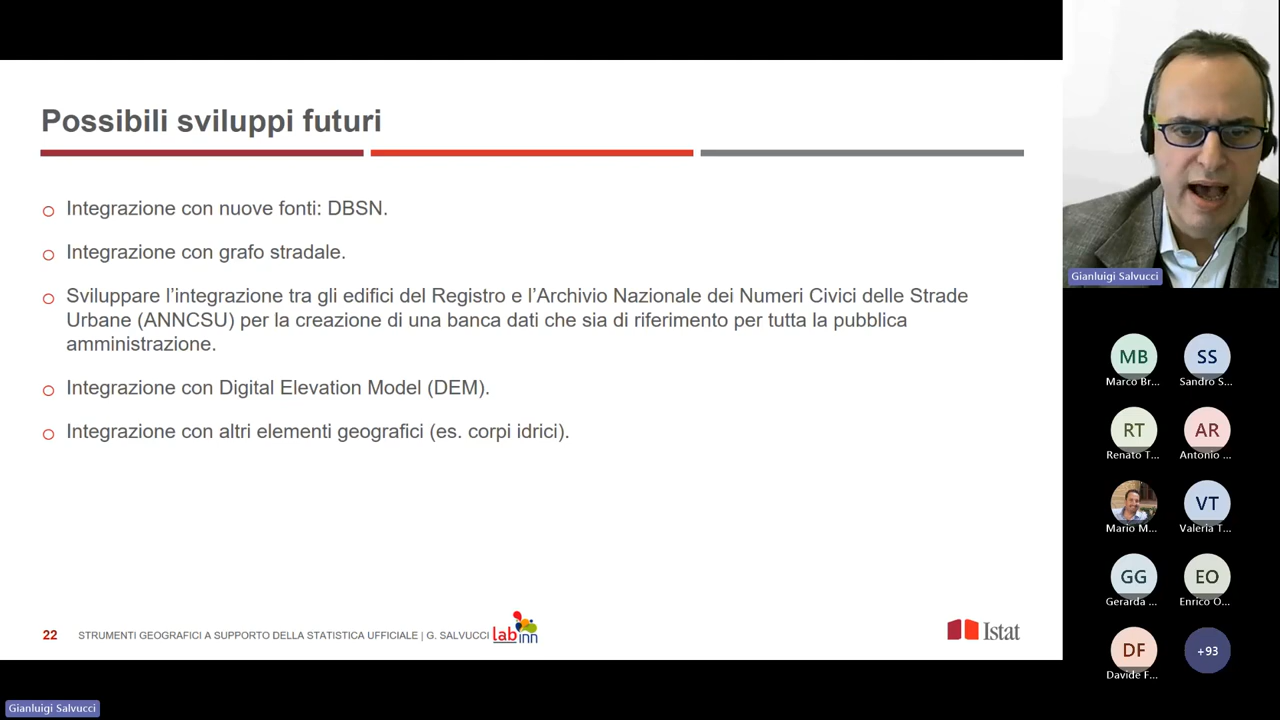 Possibili sviluppi futuri
Integrazione con nuove fonti: DBSN.
Integrazione con grafo stradale.
Sviluppare l’integrazione tra gli edifici del Registro e l’Archivio Nazionale dei Numeri Civici delle Strade
Urbane (ANNCSU) per la creazione di una banca dati che sia di riferimento per tutta la pubblica
amministrazione.
Integrazione con Digital Elevation Model (DEM).
Integrazione con altri elementi geografici (es. corpi idrici).
22 STRUMENTI GEOGRAFICI A SUPPORTO DELLA STATISTICA UFFICIALE | G. SALVUCCI
lab inn
Istat
Gianluigi Salvucci
Gianluigi Salvucci
MB SS
Marco Br... Sandro S...
RT AR
Renato T... Antonio ...
VT
Mario M... Valeria T...
GG EO
Gerarda ... Enrico O...
DF +93
Davide F...